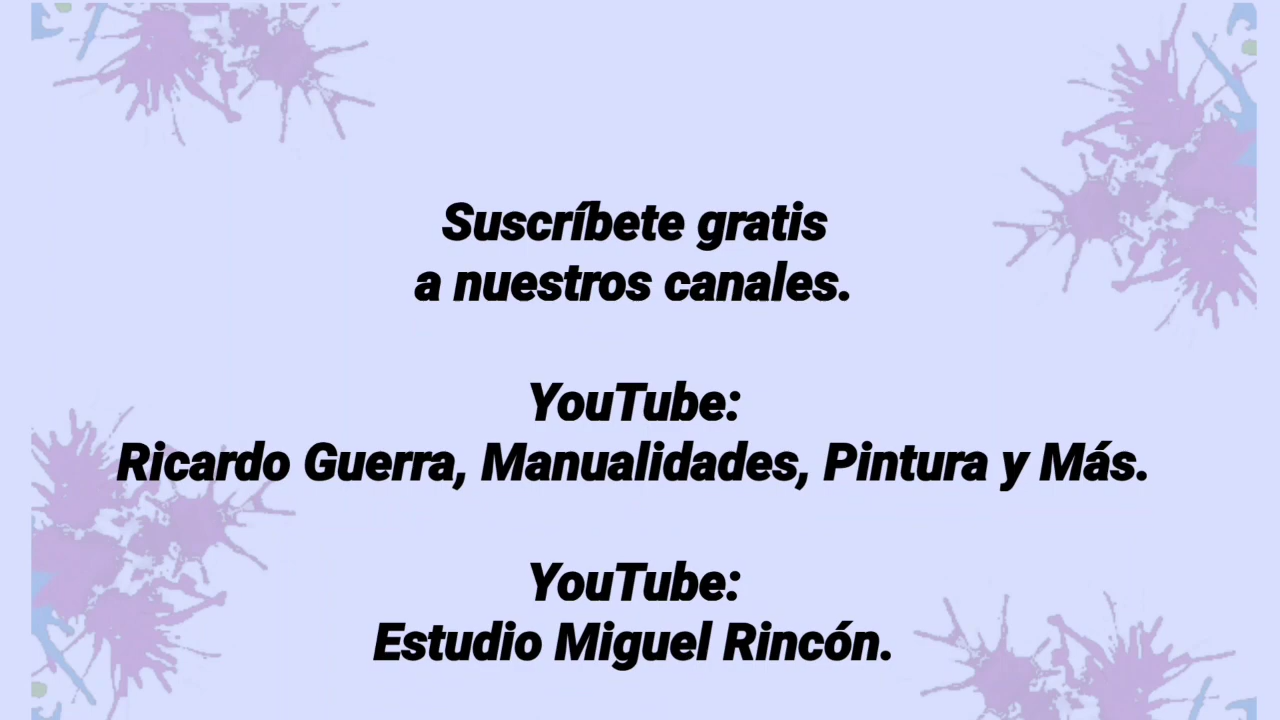 Suscríbete gratis
a nuestros canales.
YouTube:
Ricardo Guerra, Manualidades, Pintura y Más.
YouTube:
Estudio Miguel Rincón.